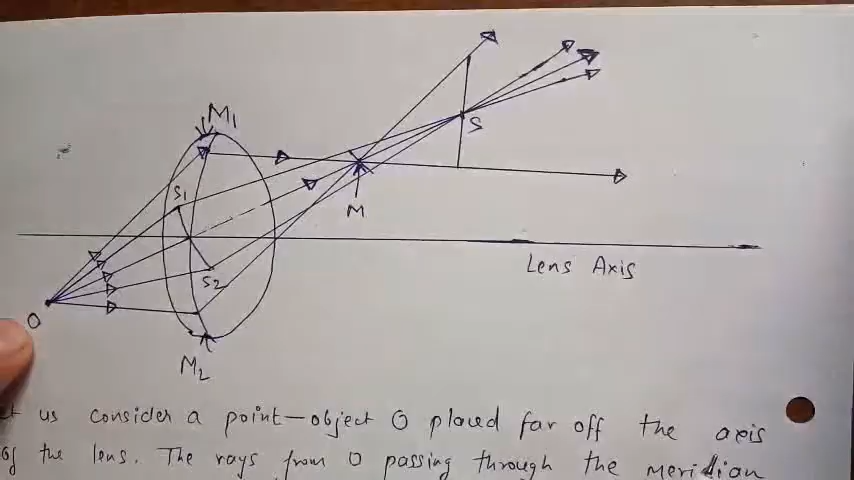 M1
S1
S
M
S2
Lens Axis
O
M2
us consider a point-object O placed far off the axis
of the lens. The rays from O passing through the meridian